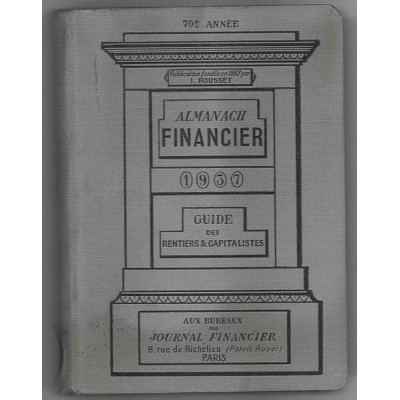 70e ANNÉE
Publication fondée en 1867 par
I. ROUSSET
ALMANACH
FINANCIER
1937
GUIDE
DES
RENTIERS & CAPITALISTES
AUX BUREAUX
DU
JOURNAL FINANCIER
8, rue de Richelieu (Palais Royal)
PARIS